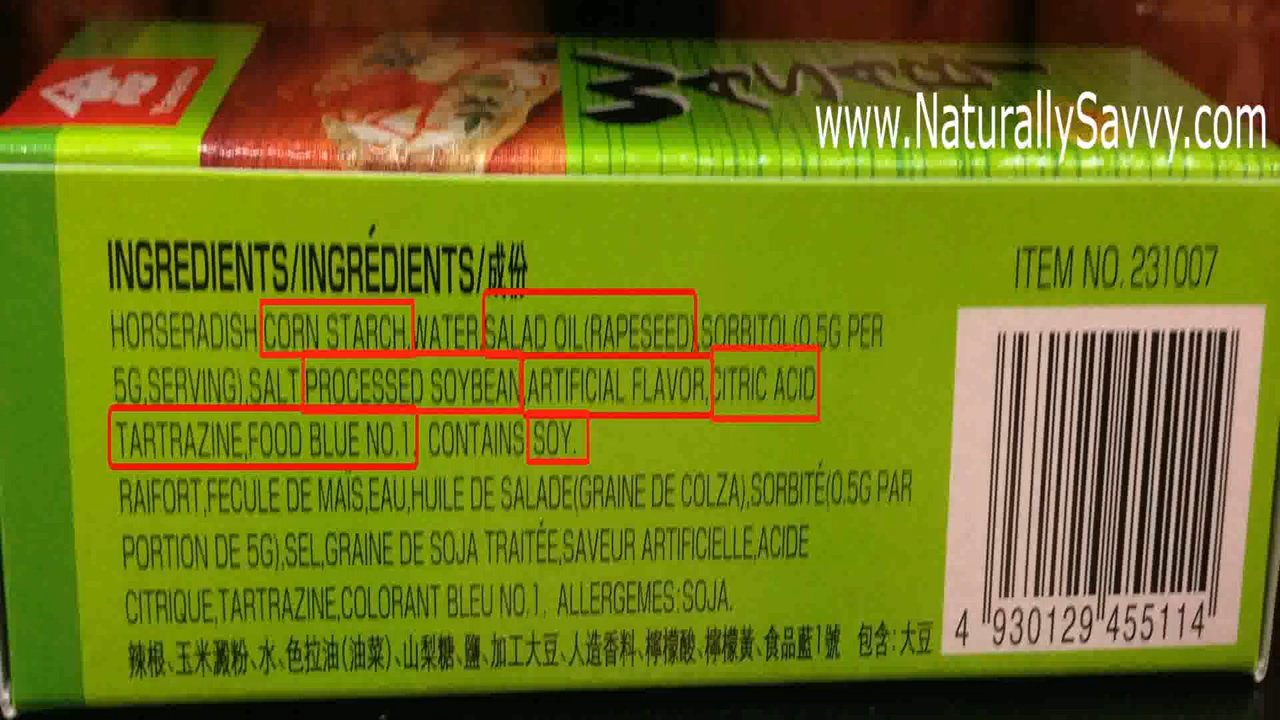 WASABI
www.NaturallySavvy.com
INGREDIENTS/INGRÉDIENTS/成份
ITEM NO. 231007
HORSERADISH,CORN STARCH,WATER,SALAD OIL(RAPESEED),SORBITOL(0.5G PER
5G,SERVING),SALT,PROCESSED SOYBEAN,ARTIFICIAL FLAVOR,CITRIC ACID
TARTRAZINE,FOOD BLUE NO.1. CONTAINS SOY.
RAIFORT,FECULE DE MAÏS,EAU,HUILE DE SALADE(GRAINE DE COLZA),SORBITÉ(0.5G PAR
PORTION DE 5G),SEL,GRAINE DE SOJA TRAITÉE,SAVEUR ARTIFICIELLE,ACIDE
CITRIQUE,TARTRAZINE,COLORANT BLEU NO.1. ALLERGEMES:SOJA.
辣根、玉米澱粉、水、色拉油(油菜)、山梨糖、鹽、加工大豆、人造香料、檸檬酸、檸檬黃、食品藍1號 包含:大豆
4 930129 455114